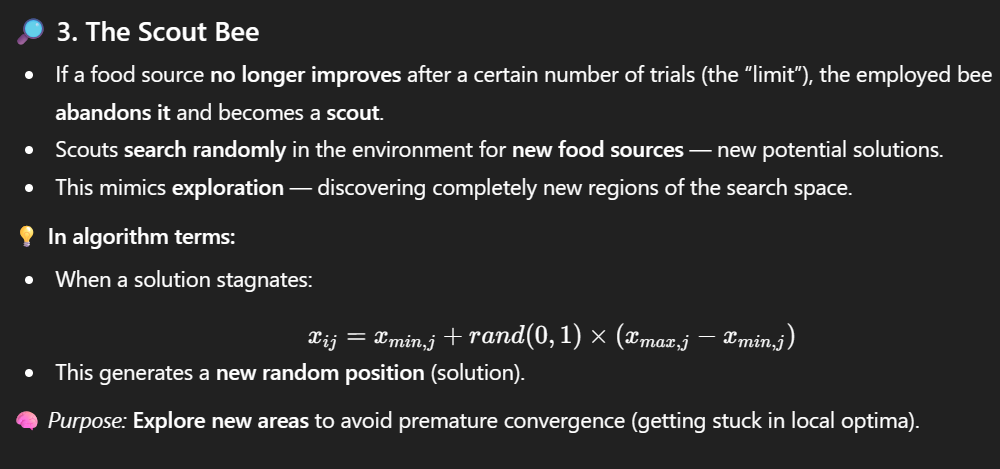 🔎 3. The Scout Bee
• If a food source no longer improves after a certain number of trials (the "limit"), the employed bee
abandons it and becomes a scout.
• Scouts search randomly in the environment for new food sources — new potential solutions.
• This mimics exploration — discovering completely new regions of the search space.
💡 In algorithm terms:
• When a solution stagnates:
x_{ij} = x_{min,j} + rand(0, 1) × (x_{max,j} − x_{min,j})
• This generates a new random position (solution).
🧠 Purpose: Explore new areas to avoid premature convergence (getting stuck in local optima).